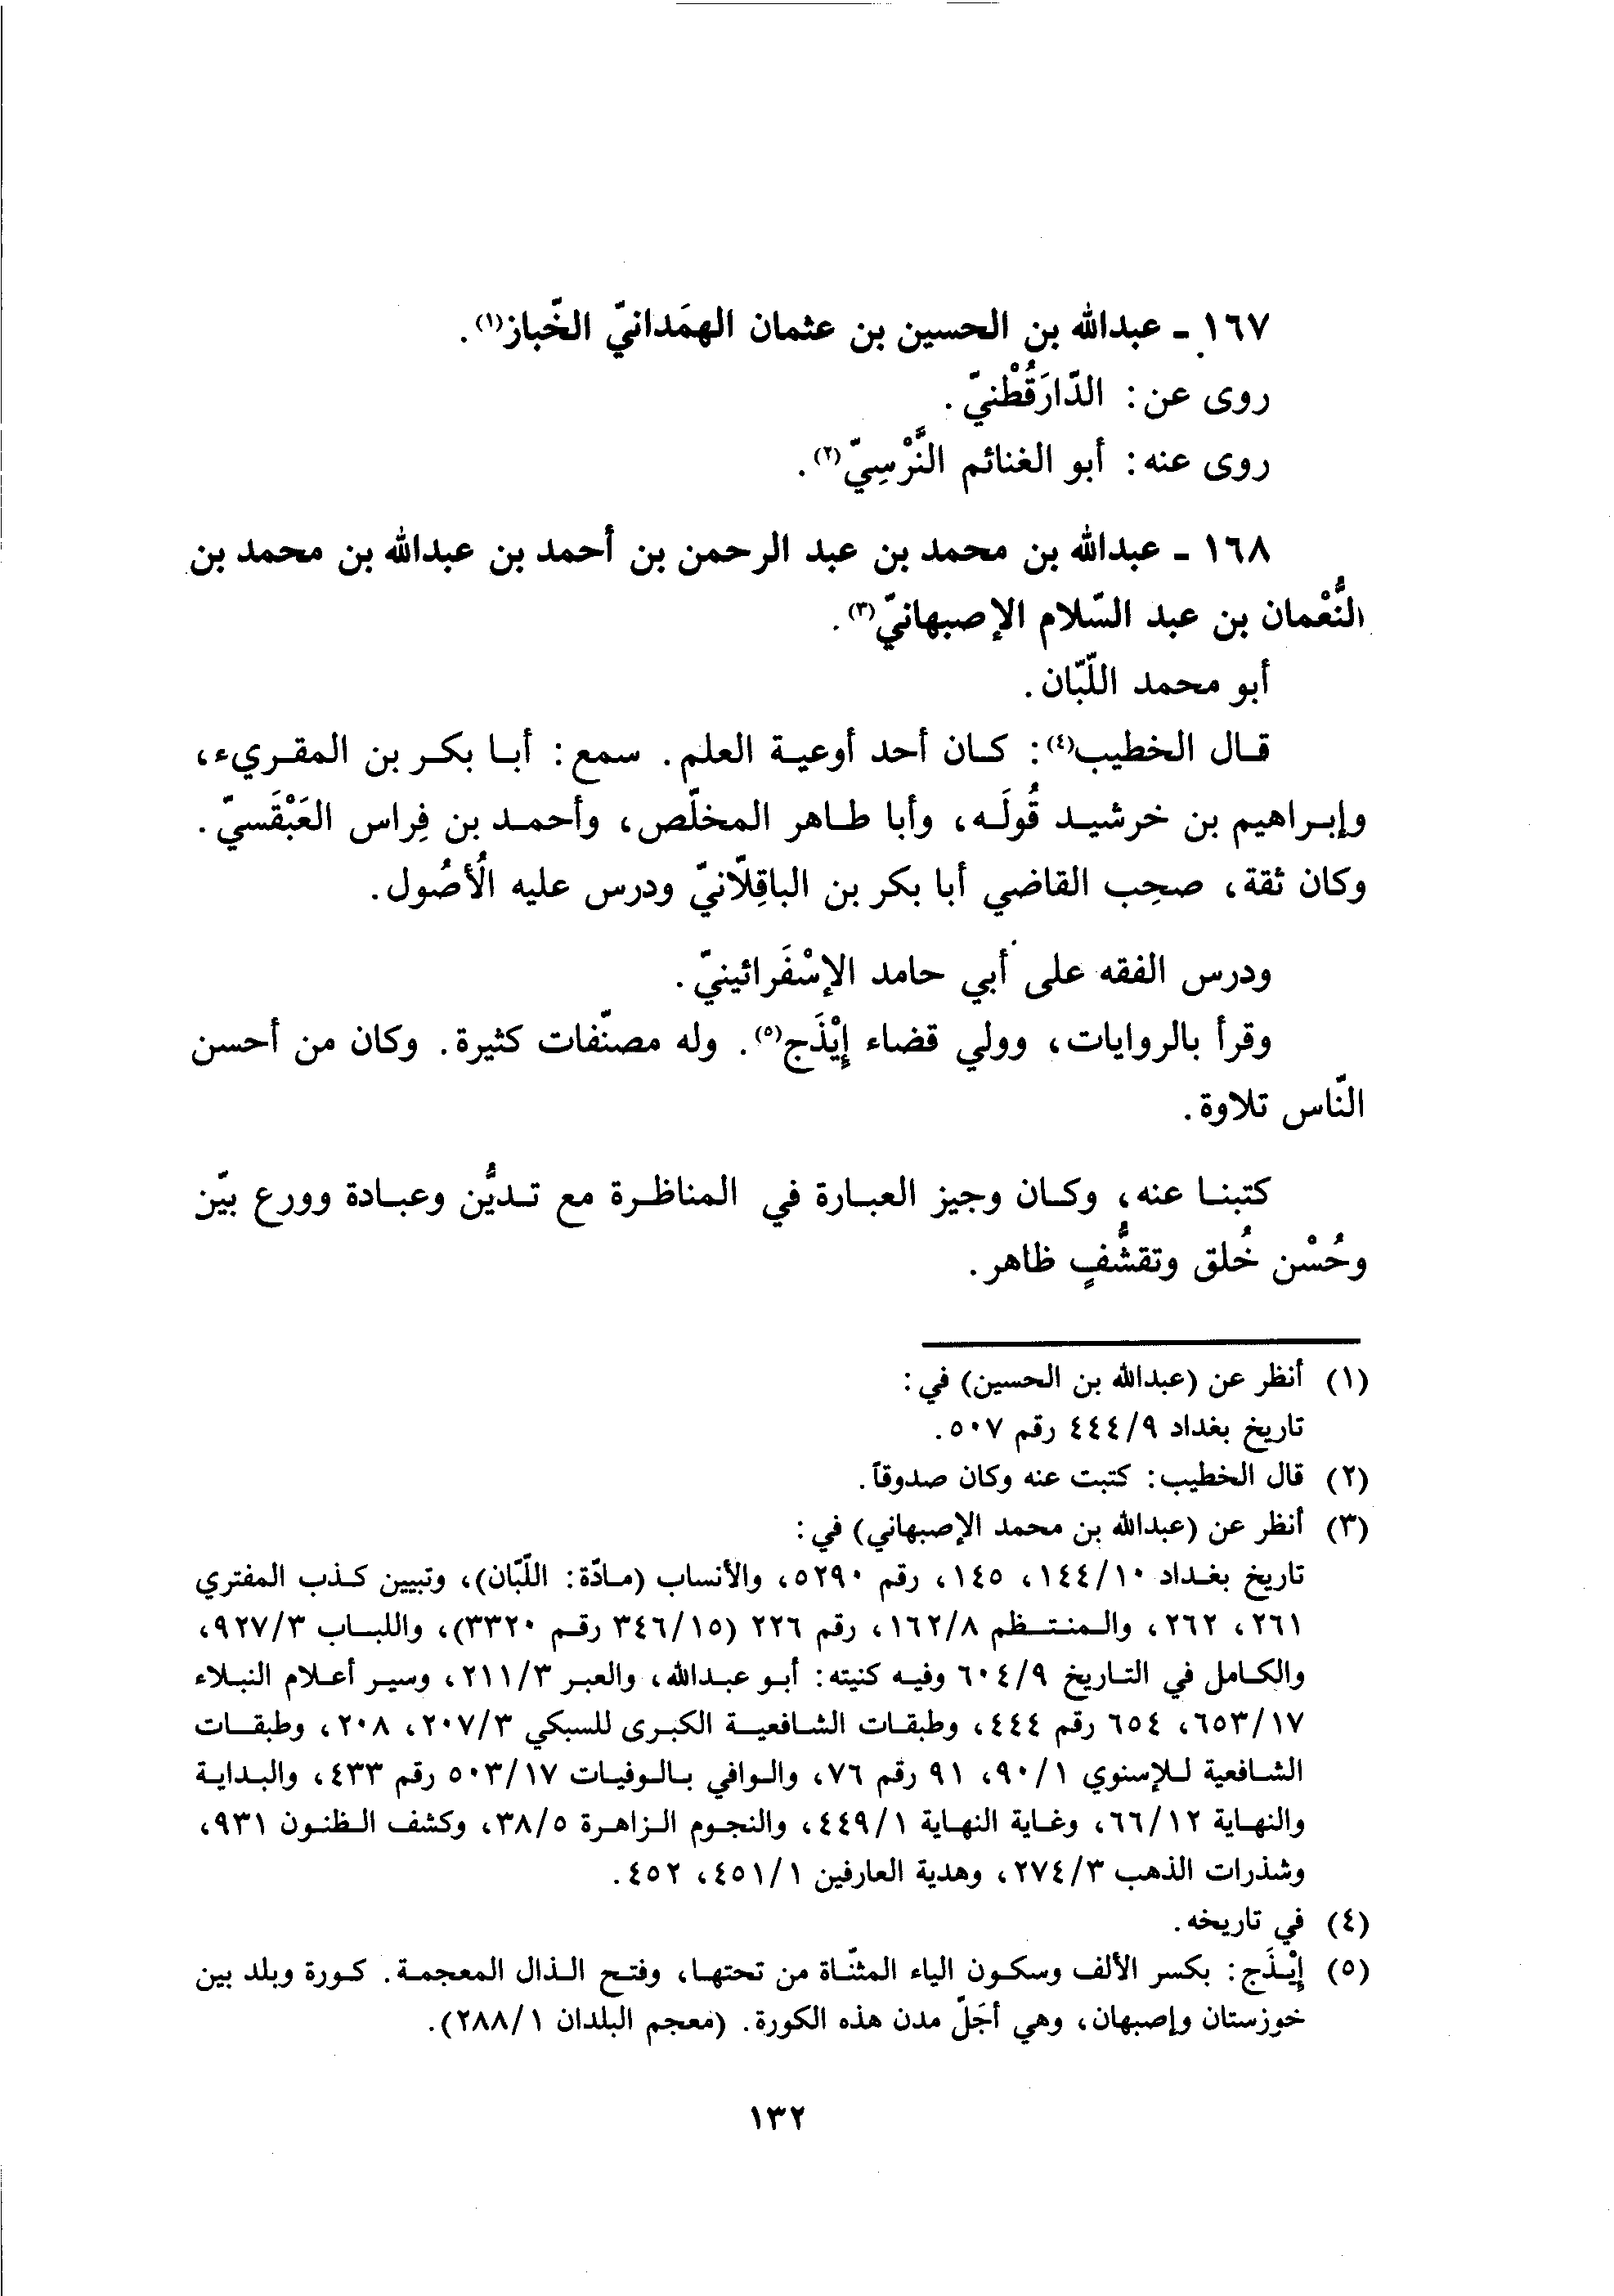 ١٦٧ - عبدالله بن الحسين بن عثمان الهمَدانيّ الخّباز(١).
روى عن: الدّارَقُطْنيّ.
روى عنه: أبو الغنائم النَّرْسِيّ(٢).
١٦٨ - عبدالله بن محمد بن عبد الرحمن بن أحمد بن عبدالله بن محمد بن
النُّعْمان بن عبد السّلام الإصبهانيّ(٣).
أبو محمد اللّبّان.
قال الخطيب(٤): كان أحد أوعية العلم. سمع: أبا بكر بن المقريء،
وإبراهيم بن خرشيد قُولَه، وأبا طاهر المخلّص، وأحمد بن فِراس العَبْقَسيّ.
وكان ثقة، صحِب القاضي أبا بكر بن الباقِلّانيّ ودرس عليه الُأصُول.
ودرس الفقه على أبي حامد الإسْفَرائينيّ.
وقرأ بالروايات، وولي قضاء إيْذَج(٥). وله مصنّفات كثيرة. وكان من أحسن
النّاس تلاوة.
كتبنا عنه، وكان وجيز العبارة في المناظرة مع تديُّن وعبادة وورع بيّن
وحُسْن خُلق وتقشُّفٍ ظاهر.
(١) أنظر عن (عبدالله بن الحسين) في:
تاريخ بغداد ٤٤٤/٩ رقم ٥٠٧.
(٢) قال الخطيب: كتبت عنه وكان صدوقاً.
(٣) أنظر عن (عبدالله بن محمد الإصبهاني) في:
تاريخ بغداد ١٤٤/١٠، ١٤٥، رقم ٥٢٩٠، والأنساب (مادّة: اللّبّان)، وتبيين كذب المفتري
٢٦١، ٢٦٢، والمنتظم ١٦٢/٨، رقم ٢٢٦ (٣٤٦/١٥ رقم ٣٣٢٠)، واللباب ٩٢٧/٣،
والكامل في التاريخ ٦٠٤/٩ وفيه كنيته: أبو عبدالله، والعبر ٢١١/٣، وسير أعلام النبلاء
٦٥٣/١٧، ٦٥٤ رقم ٤٤٤، وطبقات الشافعية الكبرى للسبكي ٢٠٧/٣، ٢٠٨، وطبقات
الشافعية للإسنوي ٩٠/١، ٩١ رقم ٧٦، والوافي بالوفيات ٥٠٣/١٧ رقم ٤٣٣، والبداية
والنهاية ٦٦/١٢، وغاية النهاية ٤٤٩/١، والنجوم الزاهرة ٣٨/٥، وكشف الظنون ٩٣١،
وشذرات الذهب ٢٧٤/٣، وهدية العارفين ٤٥١/١، ٤٥٢.
(٤) في تاريخه.
(٥) إيْذَج: بكسر الألف وسكون الياء المثنّاة من تحتها، وفتح الذال المعجمة. كورة وبلد بين
خوزستان وإصبهان، وهي أجَلّ مدن هذه الكورة. (معجم البلدان ٢٨٨/١).
١٣٢